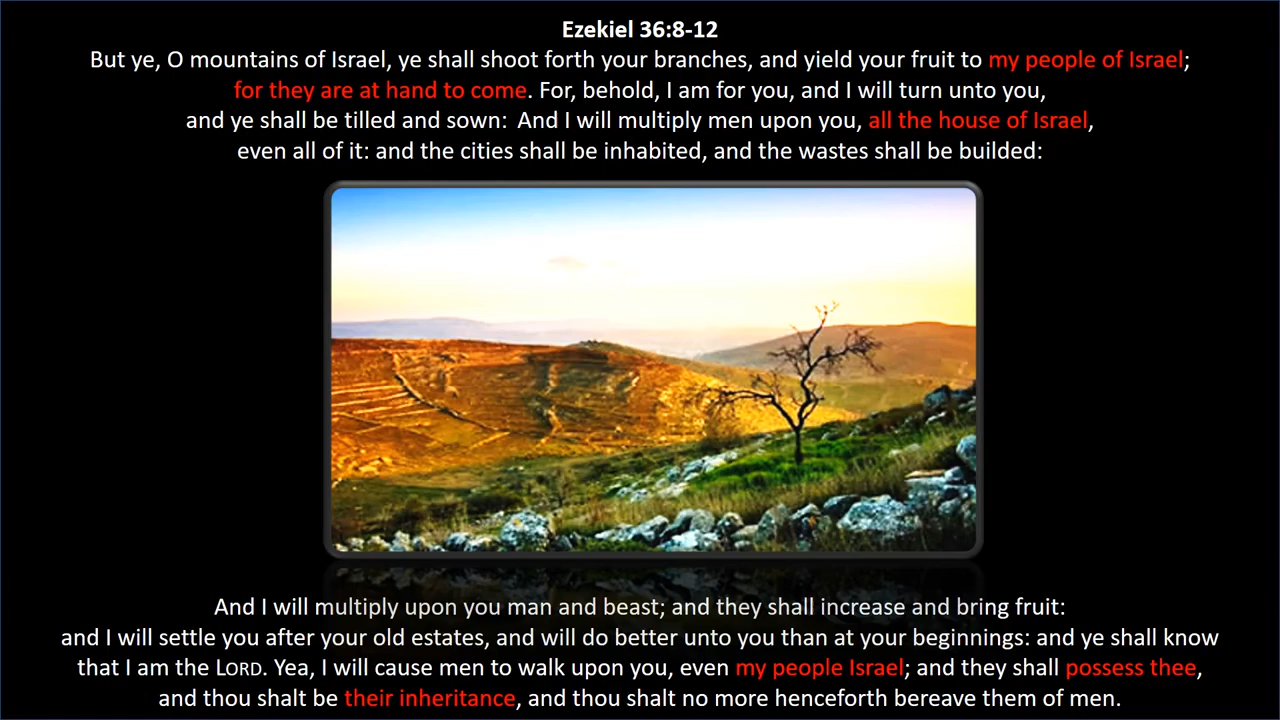 Ezekiel 36:8-12
But ye, O mountains of Israel, ye shall shoot forth your branches, and yield your fruit to my people of Israel;
for they are at hand to come. For, behold, I am for you, and I will turn unto you,
and ye shall be tilled and sown: And I will multiply men upon you, all the house of Israel,
even all of it: and the cities shall be inhabited, and the wastes shall be builded:
And I will multiply upon you man and beast; and they shall increase and bring fruit:
and I will settle you after your old estates, and will do better unto you than at your beginnings: and ye shall know
that I am the LORD. Yea, I will cause men to walk upon you, even my people Israel; and they shall possess thee,
and thou shalt be their inheritance, and thou shalt no more henceforth bereave them of men.